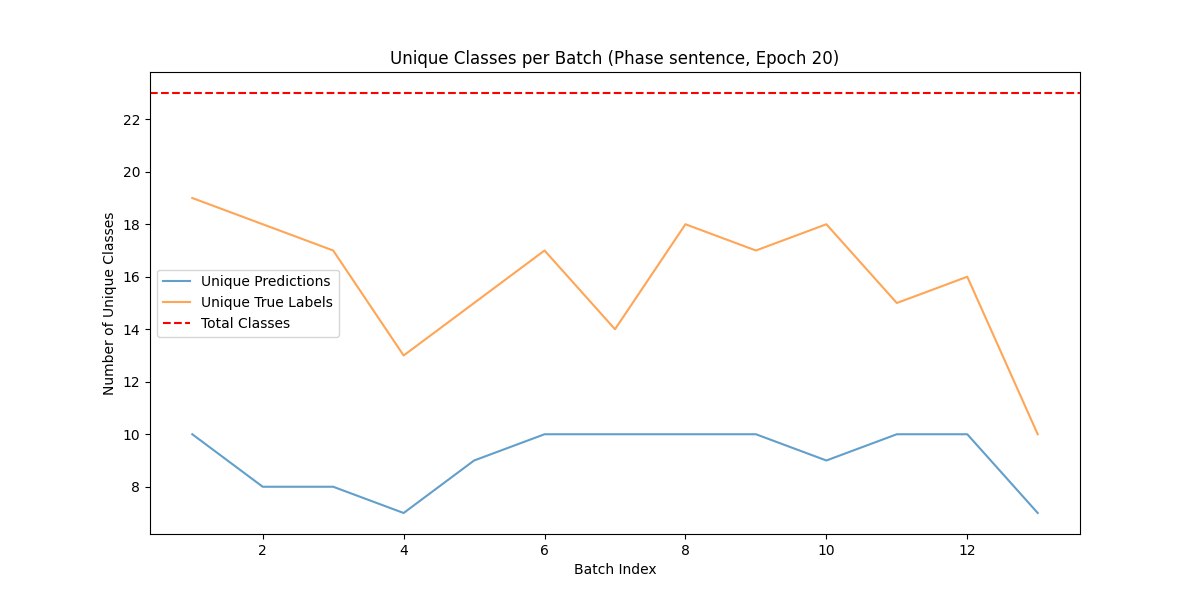 Unique Classes per Batch (Phase sentence, Epoch 20)
Number of Unique Classes
22
20
18
16
14
12
10
8
Unique Predictions
Unique True Labels
Total Classes
2 4 6 8 10 12
Batch Index